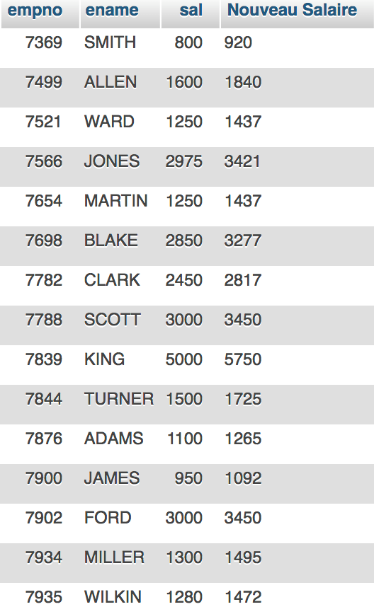 empno ename sal Nouveau Salaire
7369 SMITH 800 920
7499 ALLEN 1600 1840
7521 WARD 1250 1437
7566 JONES 2975 3421
7654 MARTIN 1250 1437
7698 BLAKE 2850 3277
7782 CLARK 2450 2817
7788 SCOTT 3000 3450
7839 KING 5000 5750
7844 TURNER 1500 1725
7876 ADAMS 1100 1265
7900 JAMES 950 1092
7902 FORD 3000 3450
7934 MILLER 1300 1495
7935 WILKIN 1280 1472